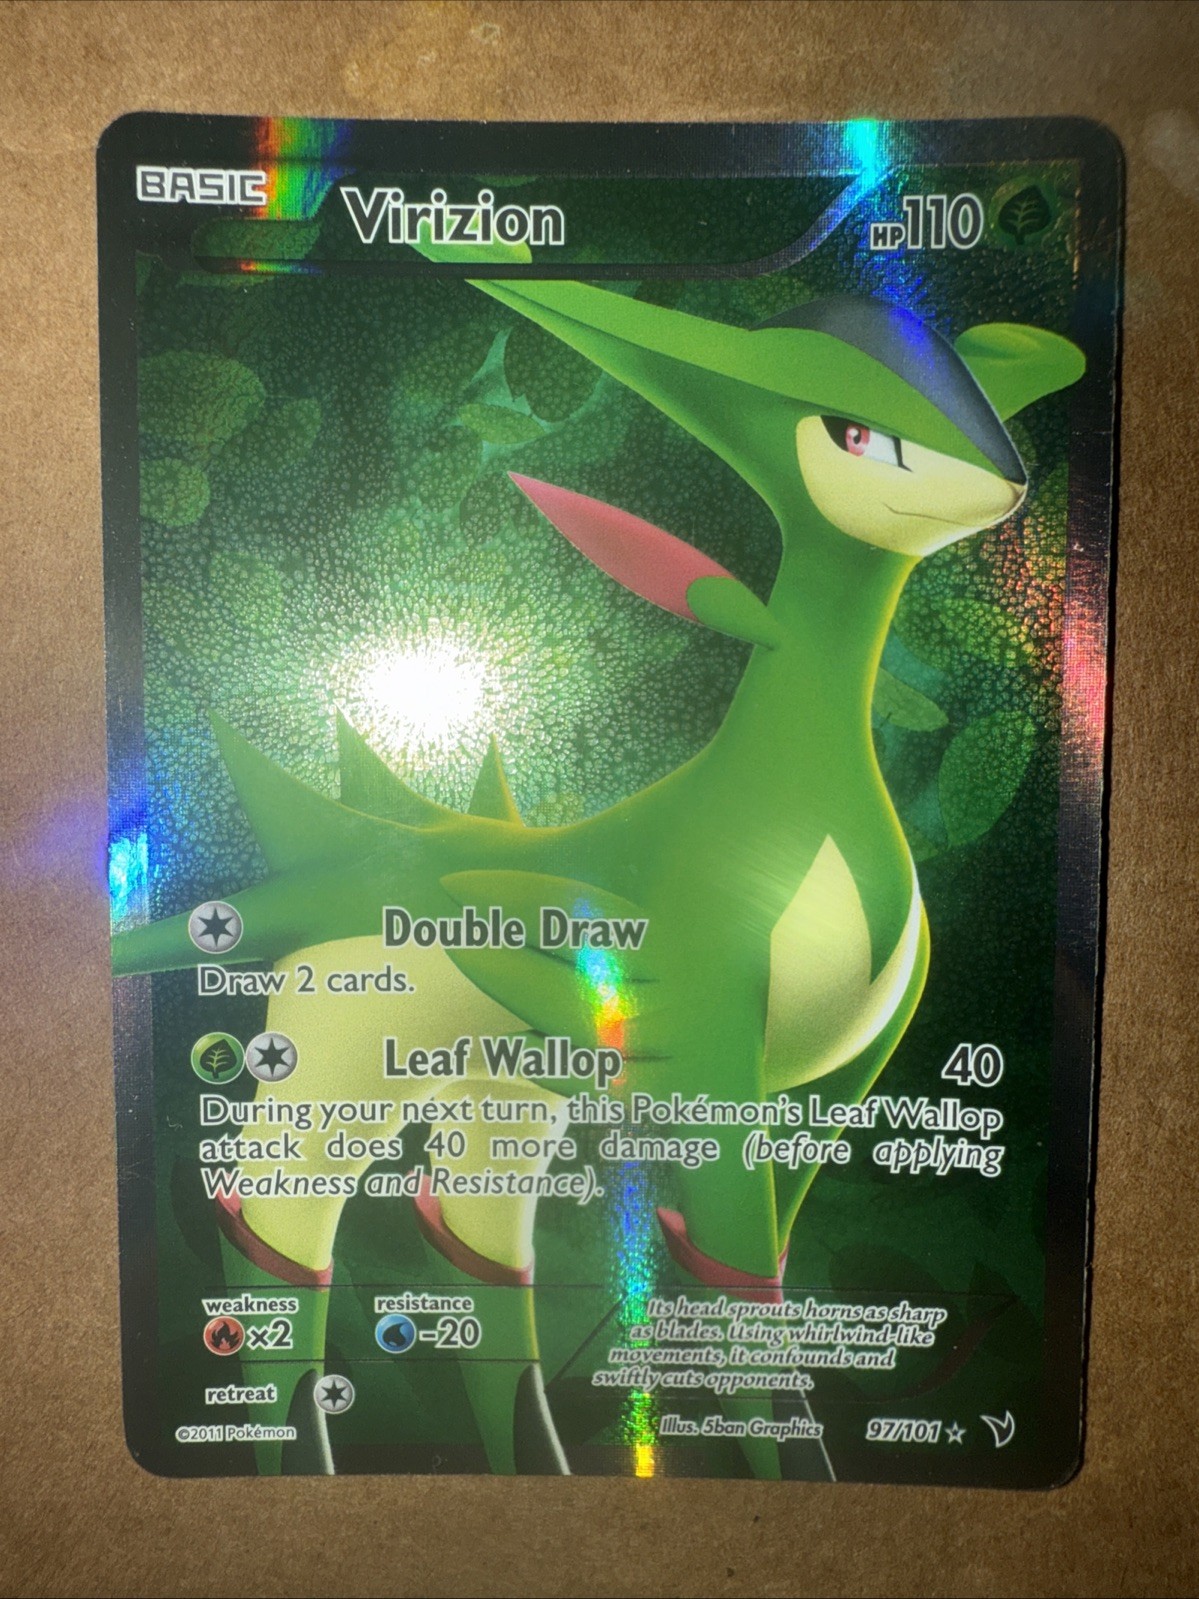 BASIC Virizion HP110
Double Draw
Draw 2 cards.
Leaf Wallop 40
During your next turn, this Pokémon's Leaf Wallop
attack does 40 more damage (before applying
Weakness and Resistance).
weakness resistance
×2 -20
retreat
Its head sprouts horns as sharp
as blades. Using whirlwind-like
movements, it confounds and
swiftly cuts opponents.
©2011 Pokémon Illus. 5ban Graphics 97/101